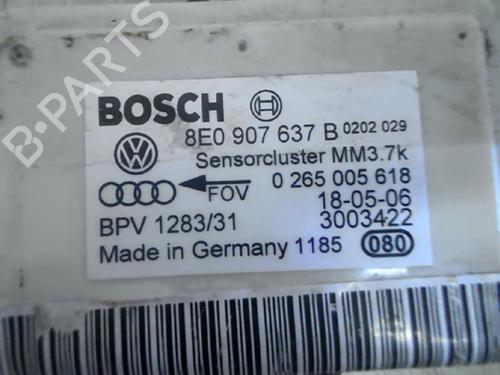 B-PARTS
BOSCH
8E0 907 637 B 0202 029
Sensorcluster MM3.7k
FOV 0 265 005 618
18-05-06
BPV 1283/31 3003422
Made in Germany 1185 080